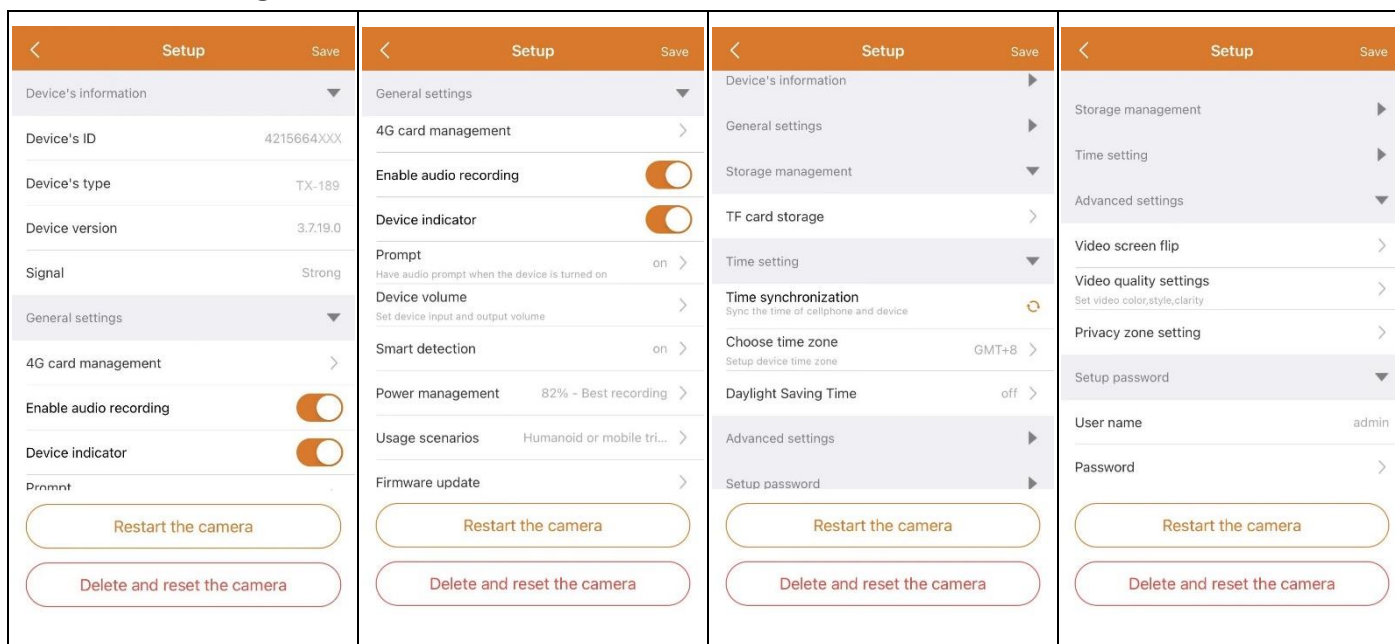 Setup
Save
Device's information
Device's ID
4215664XXX
Device's type
TX-189
Device version
3.7.19.0
Signal
Strong
General settings
4G card management
Enable audio recording
Device indicator
Prompt
Restart the camera
Delete and reset the camera
Setup
Save
General settings
4G card management
Enable audio recording
Device indicator
Prompt
on
Have audio prompt when the device is turned on
Device volume
Set device input and output volume
Smart detection
on
Power management
82% - Best recording
Usage scenarios
Humanoid or mobile tri...
Firmware update
Restart the camera
Delete and reset the camera
Setup
Save
Device's information
General settings
Storage management
TF card storage
Time setting
Time synchronization
Sync the time of cellphone and device
Choose time zone
GMT+8
Setup device time zone
Daylight Saving Time
off
Advanced settings
Setup password
Restart the camera
Delete and reset the camera
Setup
Save
Storage management
Time setting
Advanced settings
Video screen flip
Video quality settings
Set video color,style,clarity
Privacy zone setting
Setup password
User name
admin
Password
Restart the camera
Delete and reset the camera